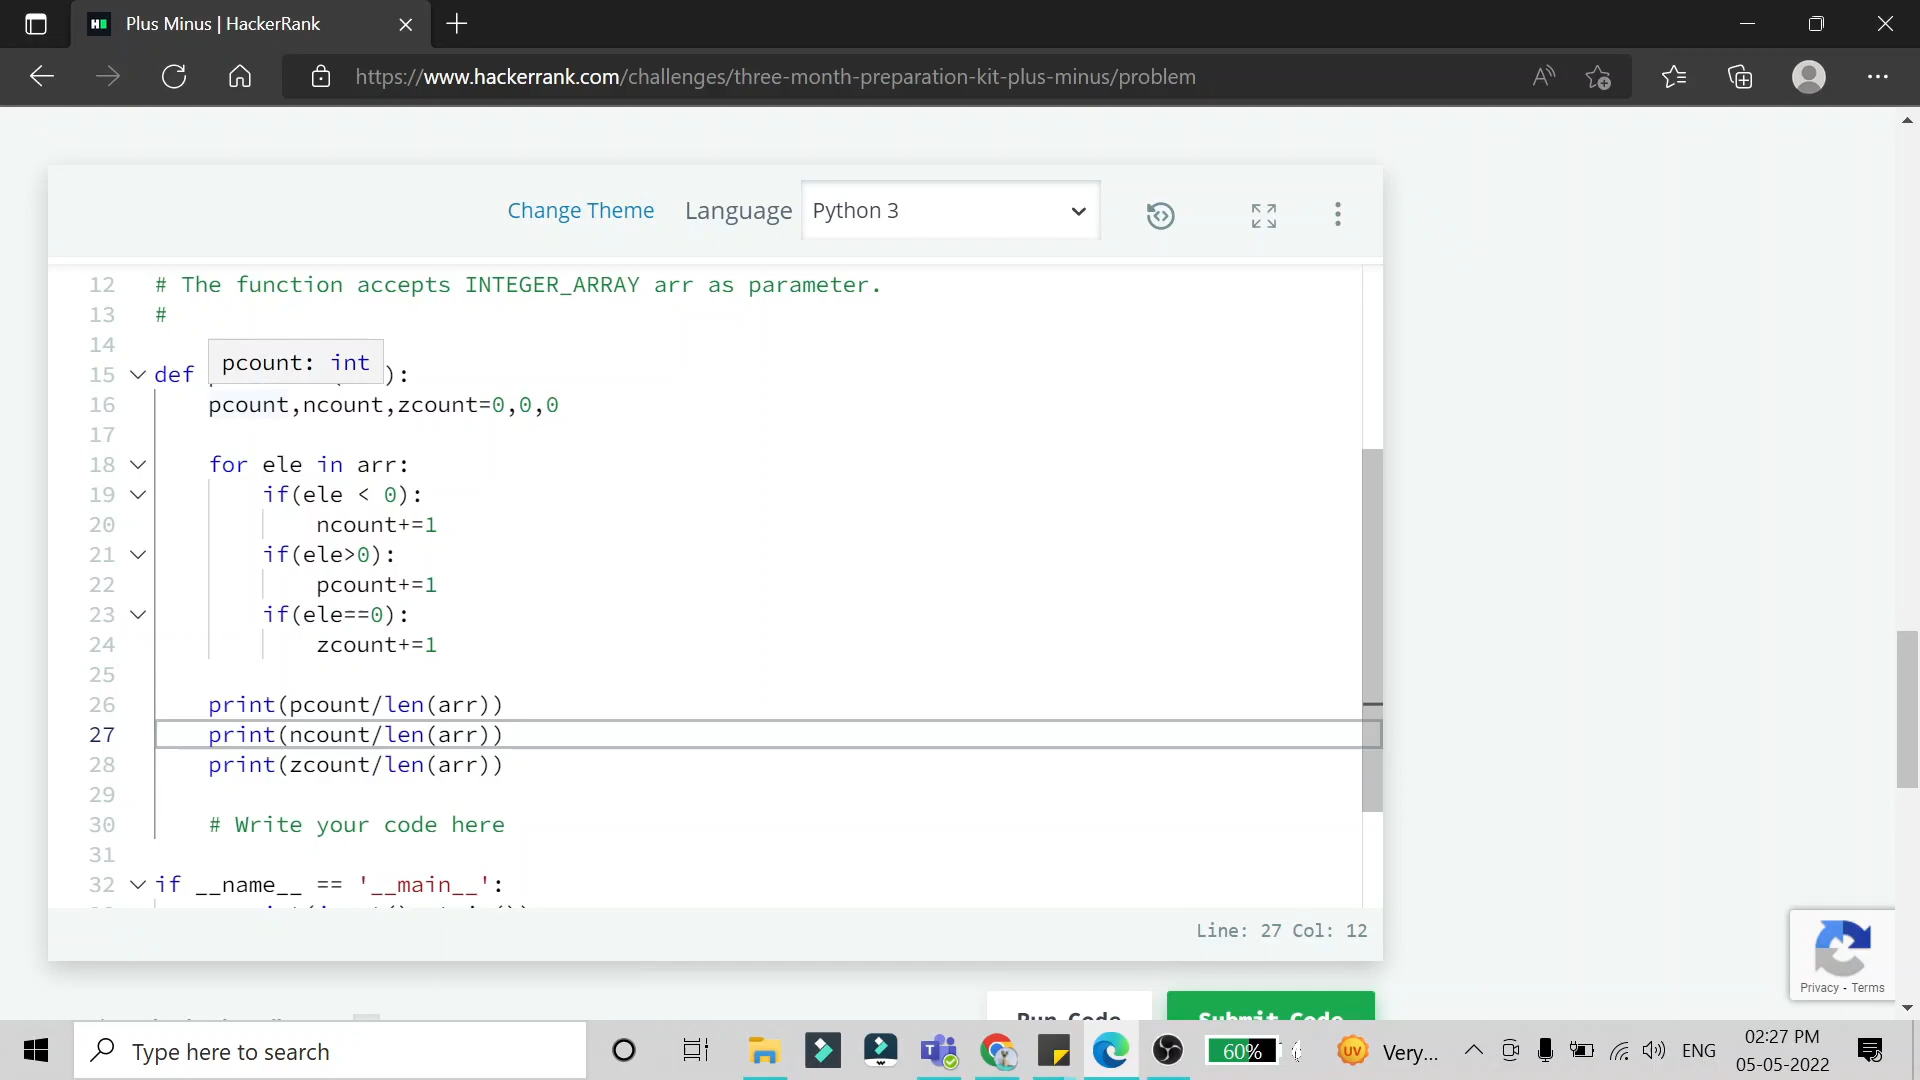 Plus Minus | HackerRank
https://www.hackerrank.com/challenges/three-month-preparation-kit-plus-minus/problem
Change Theme Language Python 3
12 # The function accepts INTEGER_ARRAY arr as parameter.
13 #
14
pcount: int
15 def ):
16 pcount,ncount,zcount=0,0,0
17
18 for ele in arr:
19 if(ele < 0):
20 ncount+=1
21 if(ele>0):
22 pcount+=1
23 if(ele==0):
24 zcount+=1
25
26 print(pcount/len(arr))
27 print(ncount/len(arr))
28 print(zcount/len(arr))
29
30 # Write your code here
31
32 if __name__ == '__main__':
Line: 27 Col: 12
Run Code Submit Code
Privacy - Terms
Type here to search
60%
UV Very...
ENG
02:27 PM
05-05-2022